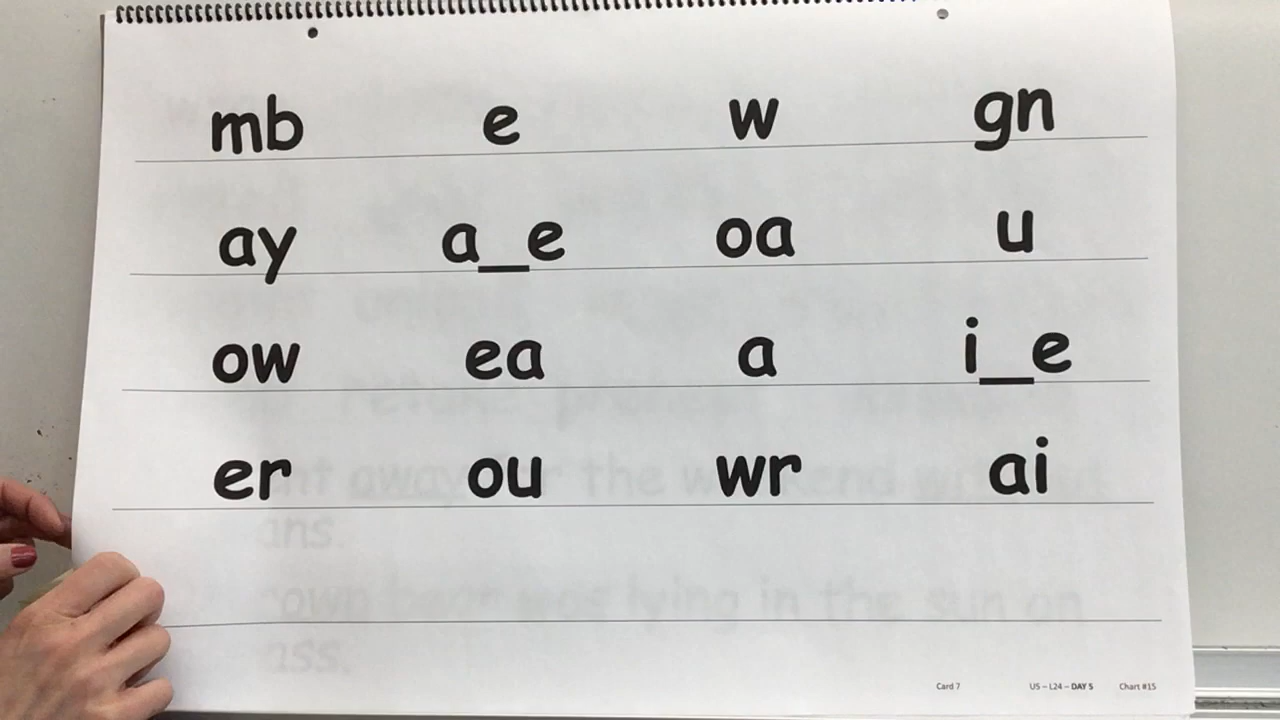 mb e w gn
ay a_e oa u
ow ea a i_e
er ou wr ai
Card 7 U5 – L24 – DAY 5 Chart #15